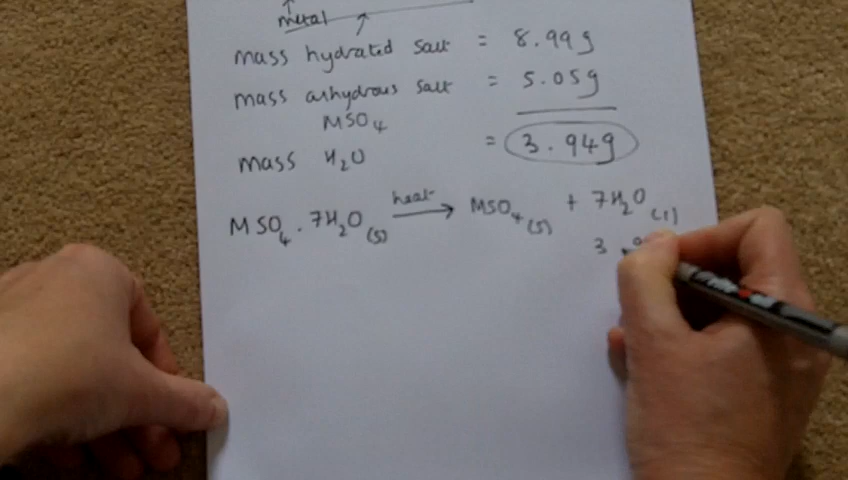 metal
mass hydrated salt = 8.99g
mass anhydrous salt = 5.05g
MSO4
mass H2O = 3.94g
MSO4 . 7H2O(s) heat → MSO4(s) + 7H2O(l)
3.9